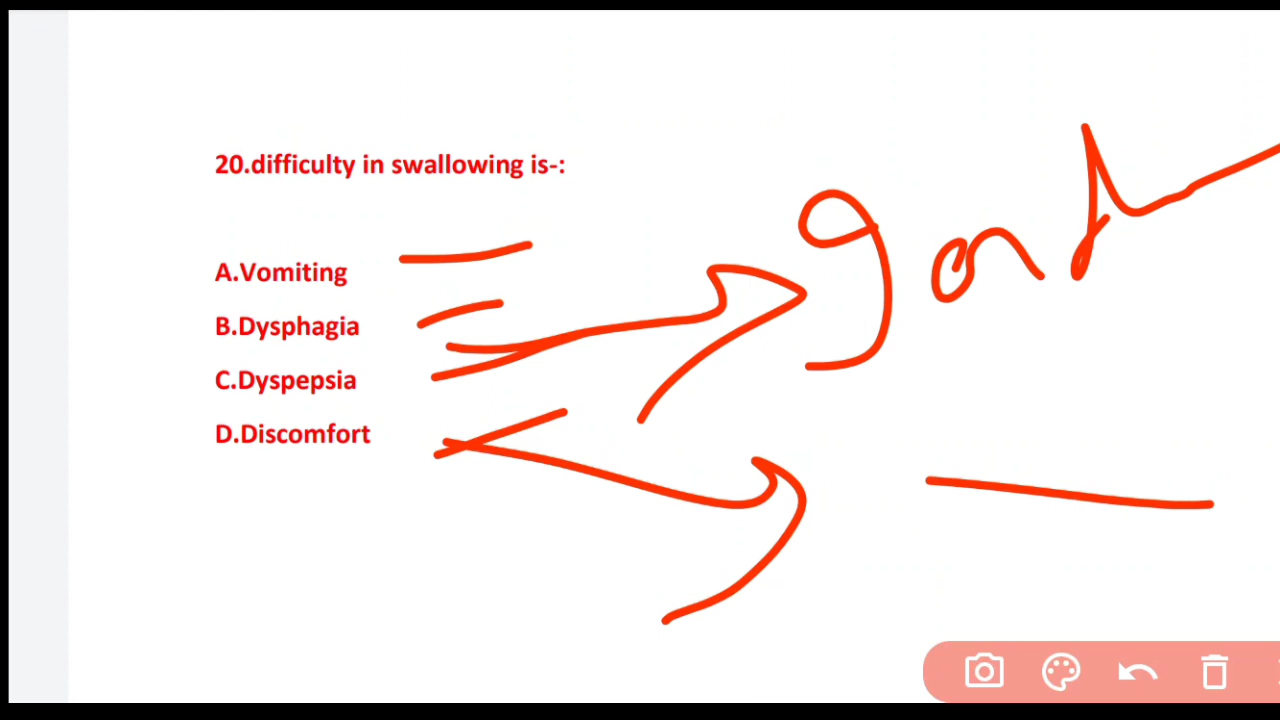 20.difficulty in swallowing is-:
A.Vomiting
B.Dysphagia
C.Dyspepsia
D.Discomfort